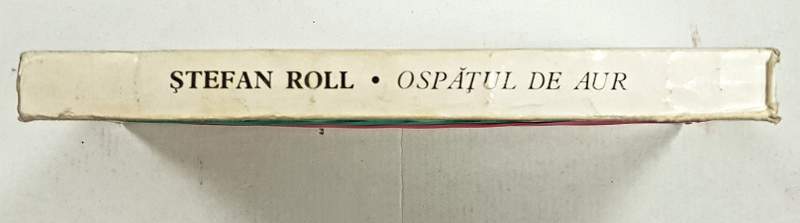 ŞTEFAN ROLL • OSPĂŢUL DE AUR